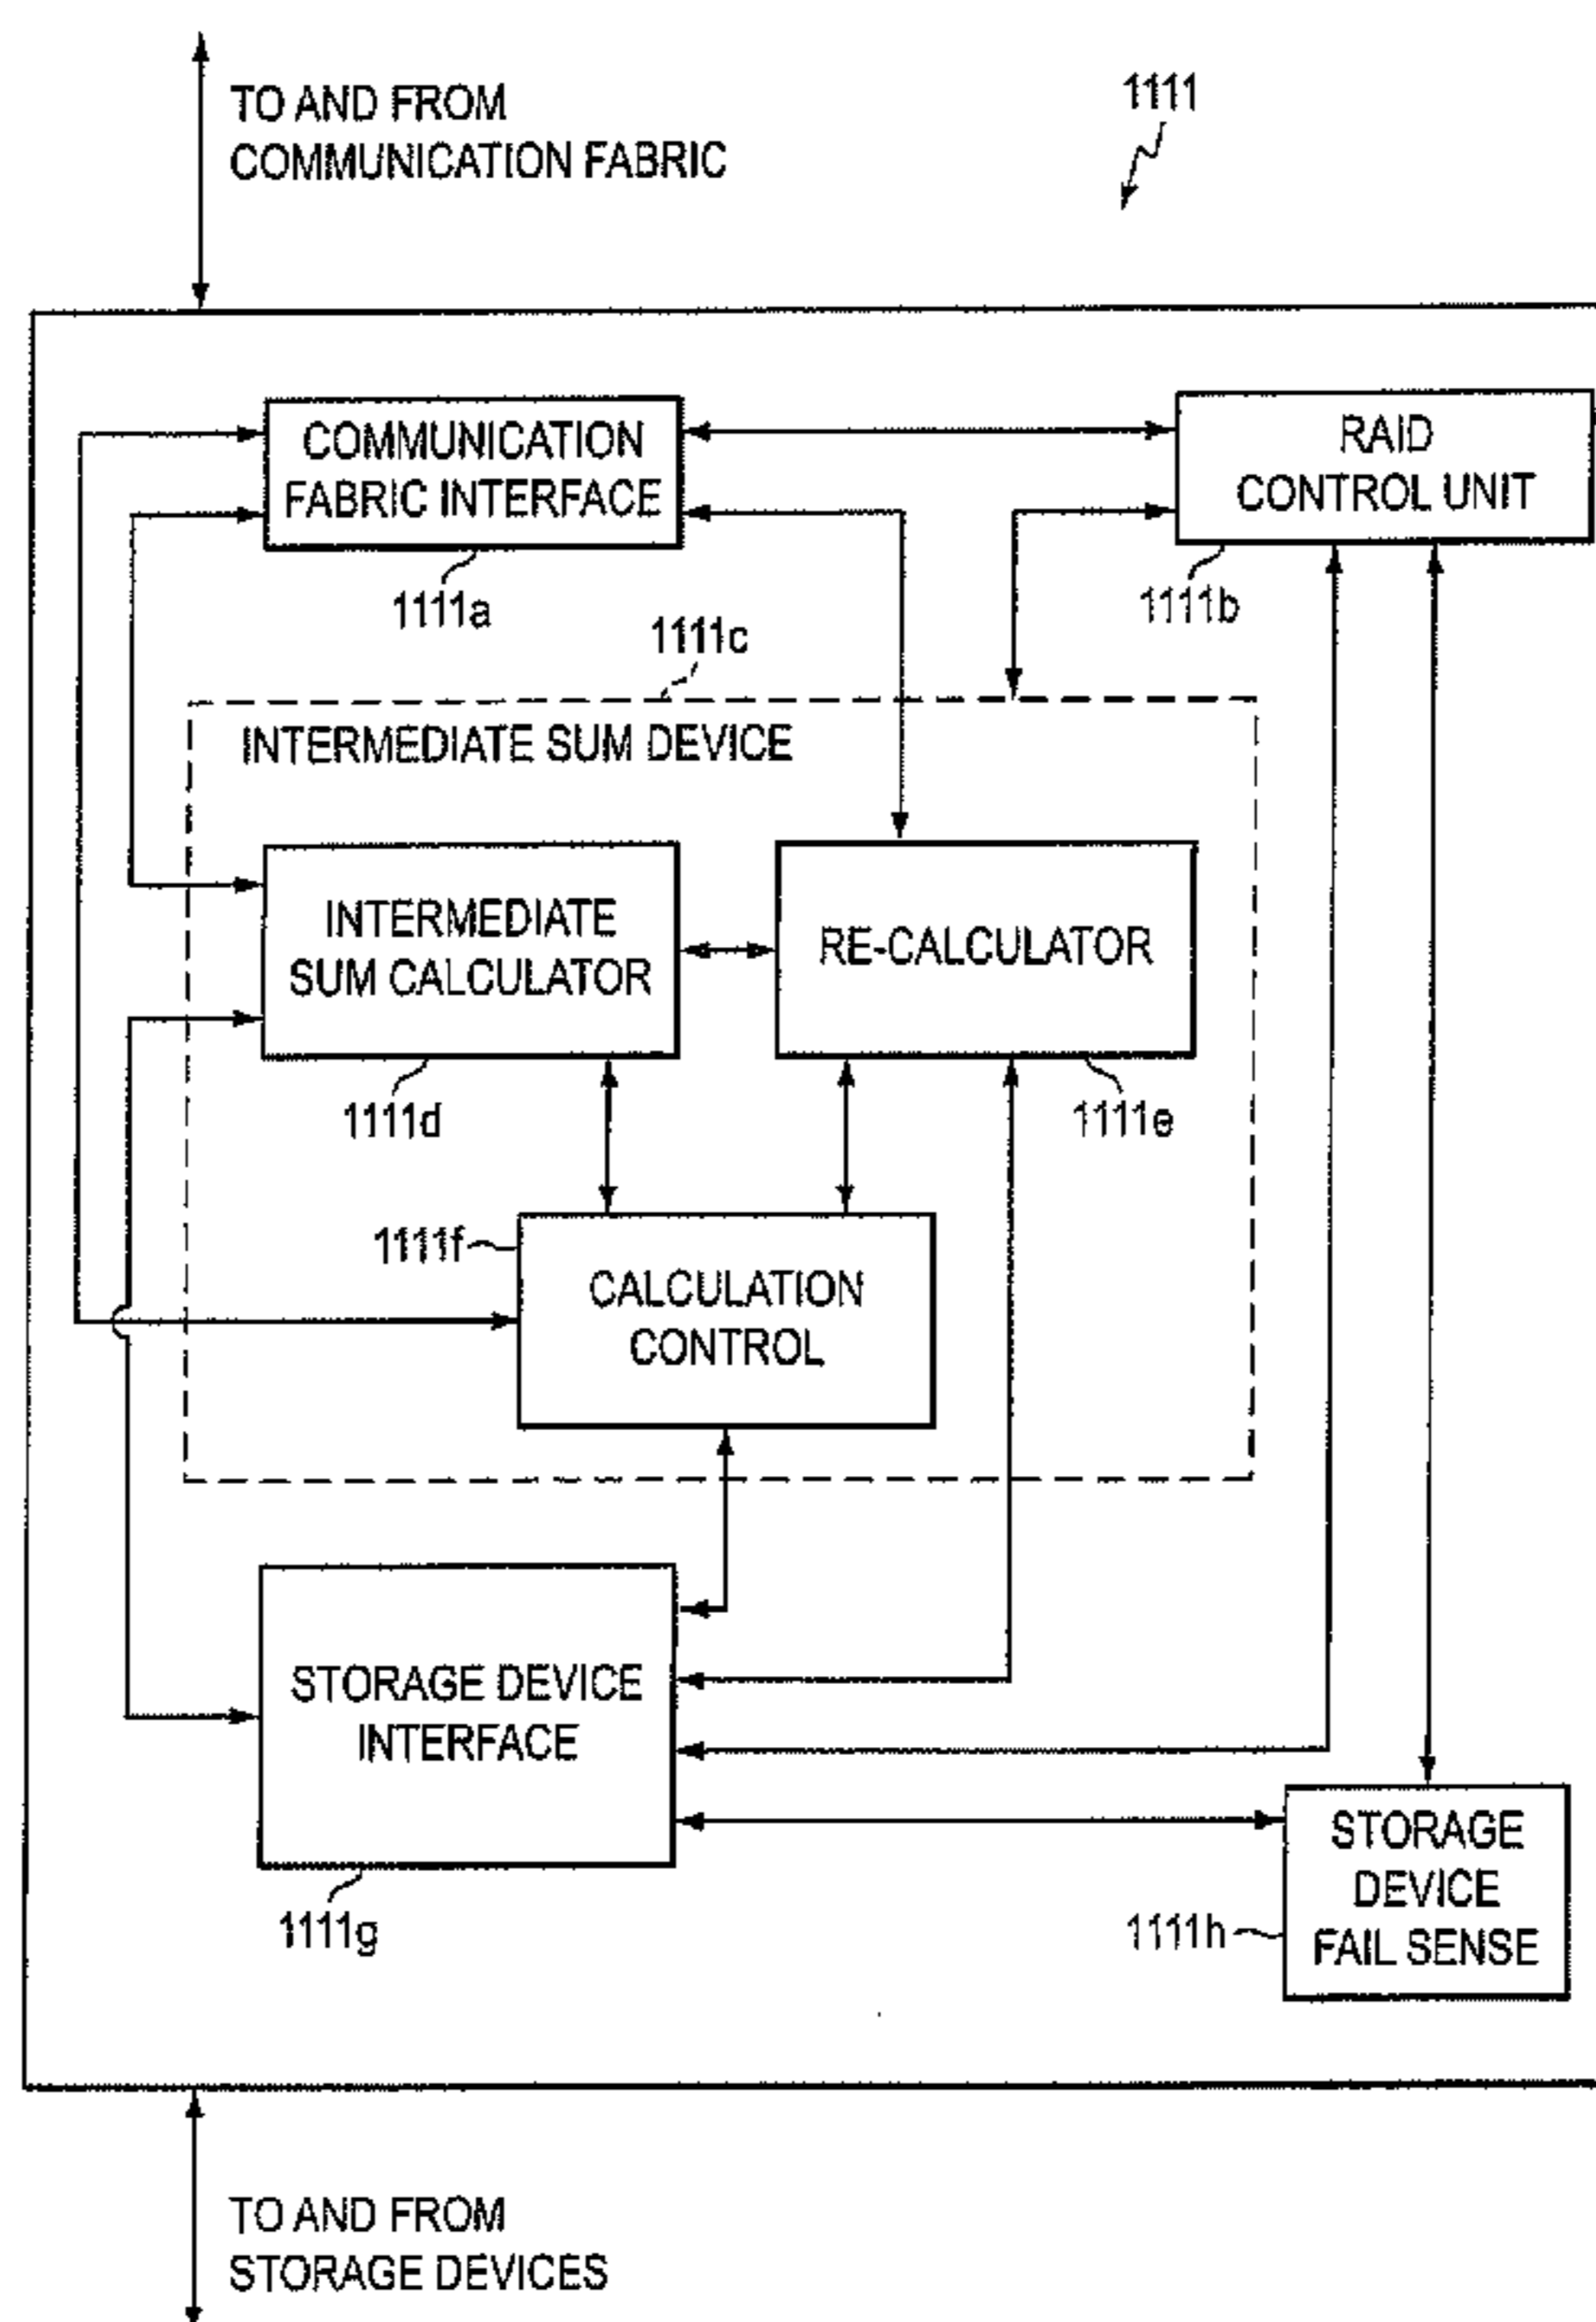 TO AND FROM
COMMUNICATION FABRIC
1111
COMMUNICATION
FABRIC INTERFACE
1111a
RAID
CONTROL UNIT
1111b
1111c
INTERMEDIATE SUM DEVICE
INTERMEDIATE
SUM CALCULATOR
1111d
RE-CALCULATOR
1111e
1111f
CALCULATION
CONTROL
STORAGE DEVICE
INTERFACE
1111g
STORAGE
DEVICE
FAIL SENSE
1111h
TO AND FROM
STORAGE DEVICES